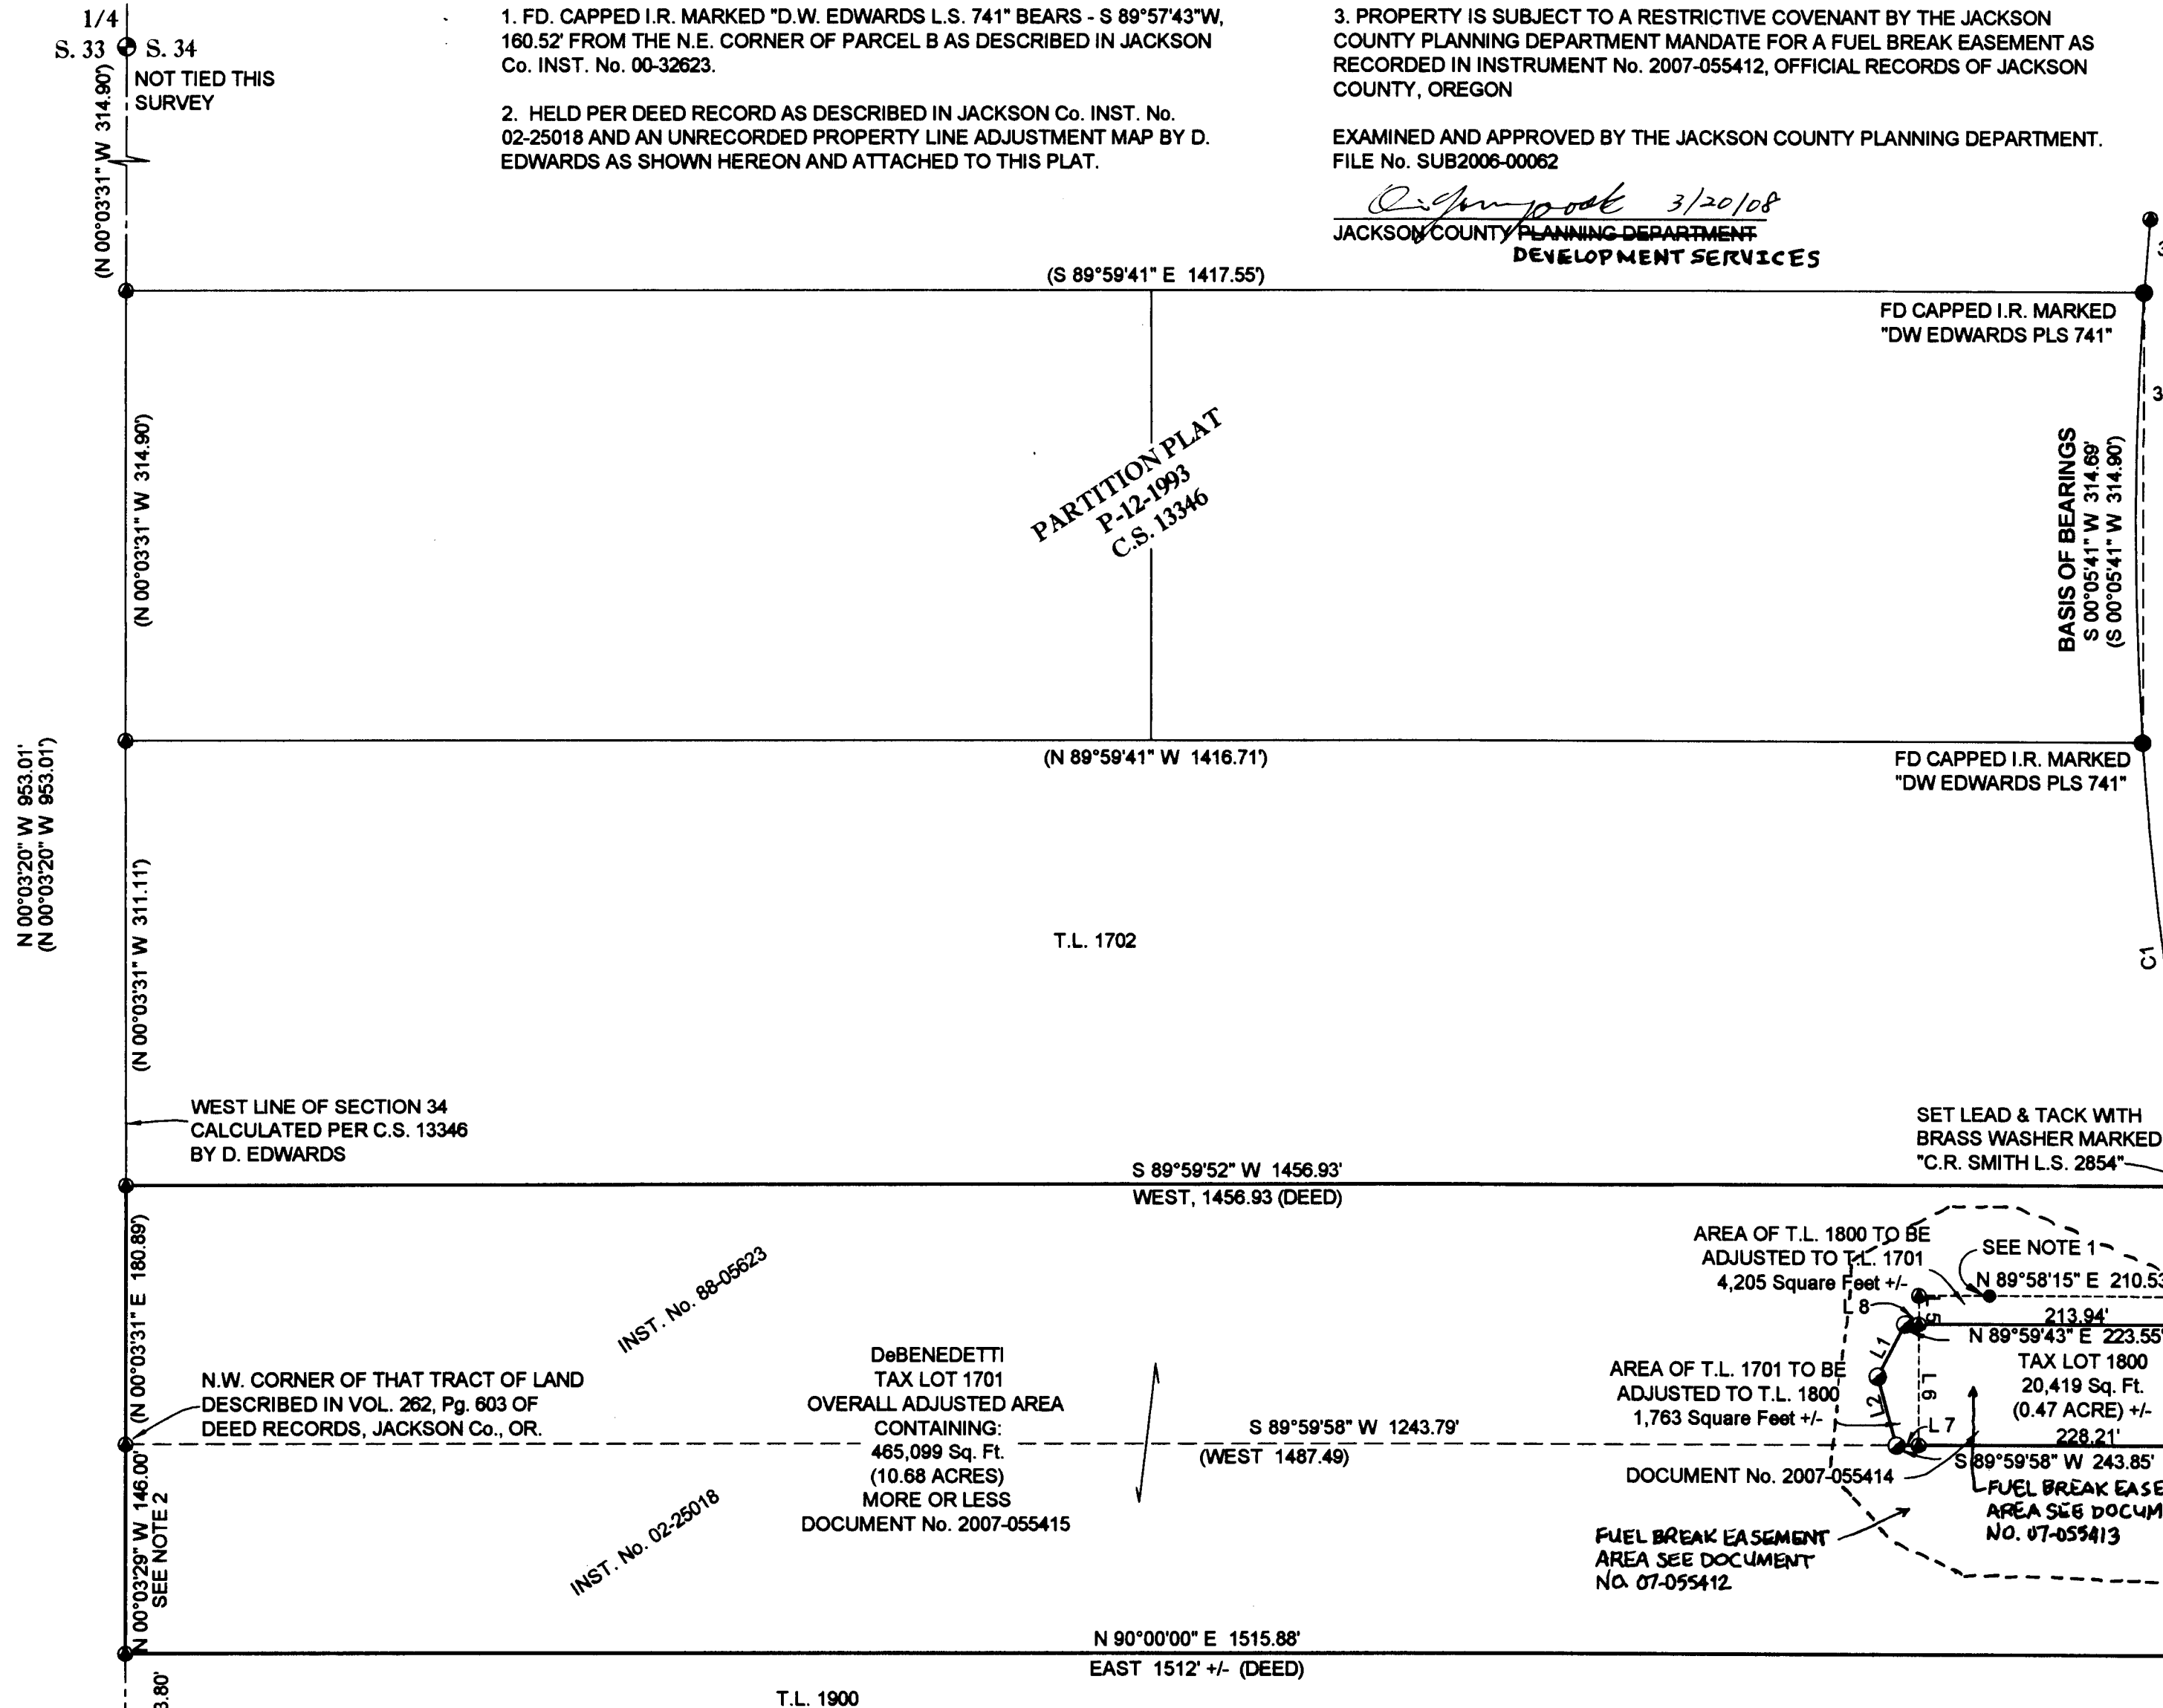 1/4
S. 33 S. 34
NOT TIED THIS
SURVEY
(N 00°03'31" W 314.90')
1. FD. CAPPED I.R. MARKED "D.W. EDWARDS L.S. 741" BEARS - S 89°57'43"W,
160.52' FROM THE N.E. CORNER OF PARCEL B AS DESCRIBED IN JACKSON
Co. INST. No. 00-32623.
2. HELD PER DEED RECORD AS DESCRIBED IN JACKSON Co. INST. No.
02-25018 AND AN UNRECORDED PROPERTY LINE ADJUSTMENT MAP BY D.
EDWARDS AS SHOWN HEREON AND ATTACHED TO THIS PLAT.
3. PROPERTY IS SUBJECT TO A RESTRICTIVE COVENANT BY THE JACKSON
COUNTY PLANNING DEPARTMENT MANDATE FOR A FUEL BREAK EASEMENT AS
RECORDED IN INSTRUMENT No. 2007-055412, OFFICIAL RECORDS OF JACKSON
COUNTY, OREGON
EXAMINED AND APPROVED BY THE JACKSON COUNTY PLANNING DEPARTMENT.
FILE No. SUB2006-00062
3/20/08
JACKSON COUNTY PLANNING DEPARTMENT
DEVELOPMENT SERVICES
(S 89°59'41" E 1417.55')
FD CAPPED I.R. MARKED
"DW EDWARDS PLS 741"
3
3
(N 00°03'31" W 314.90')
PARTITION PLAT
P-12-1993
C.S. 13346
BASIS OF BEARINGS
S 00°05'41" W 314.69'
(S 00°05'41" W 314.90')
(N 89°59'41" W 1416.71')
FD CAPPED I.R. MARKED
"DW EDWARDS PLS 741"
N 00°03'20" W 953.01'
(N 00°03'20" W 953.01')
(N 00°03'31" W 311.11')
T.L. 1702
C1
WEST LINE OF SECTION 34
CALCULATED PER C.S. 13346
BY D. EDWARDS
SET LEAD & TACK WITH
BRASS WASHER MARKED
"C.R. SMITH L.S. 2854"
S 89°59'52" W 1456.93'
WEST, 1456.93 (DEED)
(N 00°03'31" E 180.89')
INST. No. 88-05623
AREA OF T.L. 1800 TO BE
ADJUSTED TO T.L. 1701
4,205 Square Feet +/-
SEE NOTE 1
N 89°58'15" E 210.53
L 8
L 5
213.94'
N 89°59'43" E 223.55'
L1
L2
L 6
L 7
TAX LOT 1800
20,419 Sq. Ft.
(0.47 ACRE) +/-
228.21'
S 89°59'58" W 243.85'
AREA OF T.L. 1701 TO BE
ADJUSTED TO T.L. 1800
1,763 Square Feet +/-
N.W. CORNER OF THAT TRACT OF LAND
DESCRIBED IN VOL. 262, Pg. 603 OF
DEED RECORDS, JACKSON Co., OR.
DeBENEDETTI
TAX LOT 1701
OVERALL ADJUSTED AREA
CONTAINING:
465,099 Sq. Ft.
(10.68 ACRES)
MORE OR LESS
DOCUMENT No. 2007-055415
S 89°59'58" W 1243.79'
(WEST 1487.49)
DOCUMENT No. 2007-055414
FUEL BREAK EASE
AREA SEE DOCUM
NO. 07-055413
FUEL BREAK EASEMENT
AREA SEE DOCUMENT
NO. 07-055412
N 00°03'29" W 146.00'
SEE NOTE 2
INST. No. 02-25018
N 90°00'00" E 1515.88'
EAST 1512' +/- (DEED)
3.80'
T.L. 1900